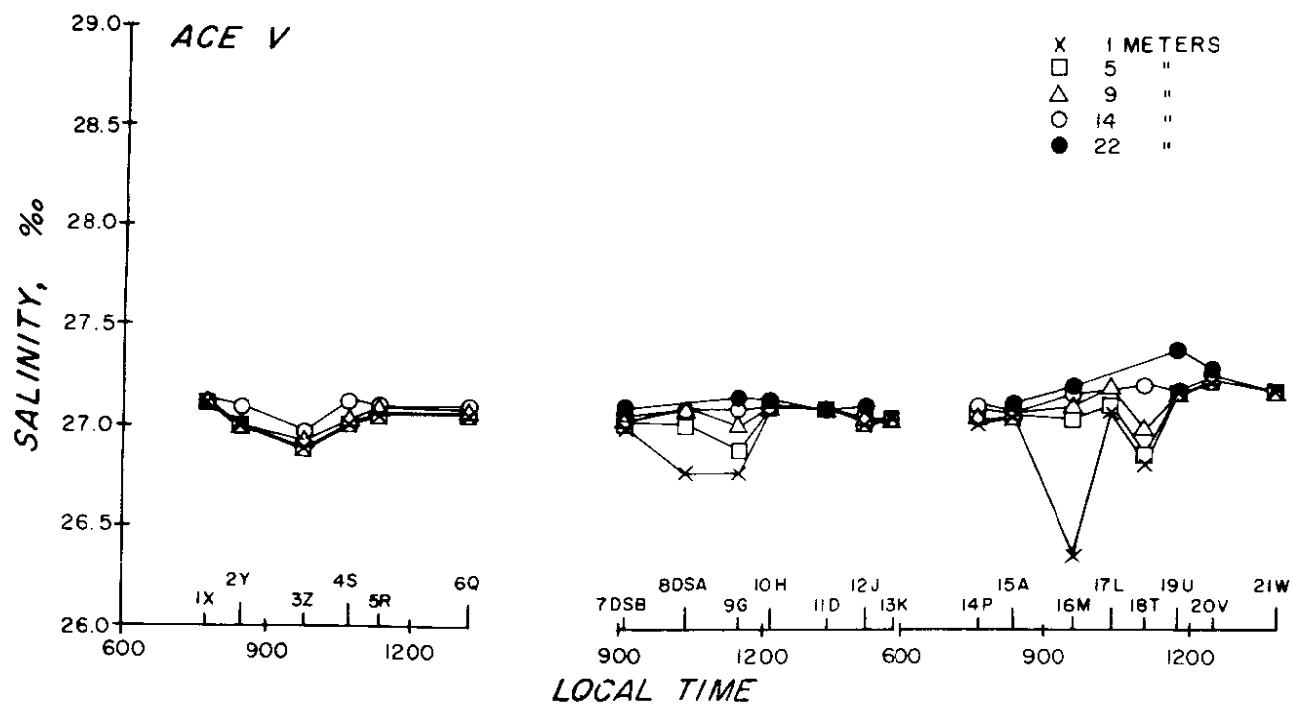 29.0
ACE V
X 1 METERS
5 "
9 "
14 "
22 "
28.5
28.0
27.5
27.0
26.5
26.0
SALINITY, ‰
1X 2Y 3Z 4S 5R 6Q
7DSB 8DSA 9G 10H 11D 12J 13K
14P 15A 16M 17L 18T 19U 20V 21W
600 900 1200 900 1200 600 900 1200
LOCAL TIME